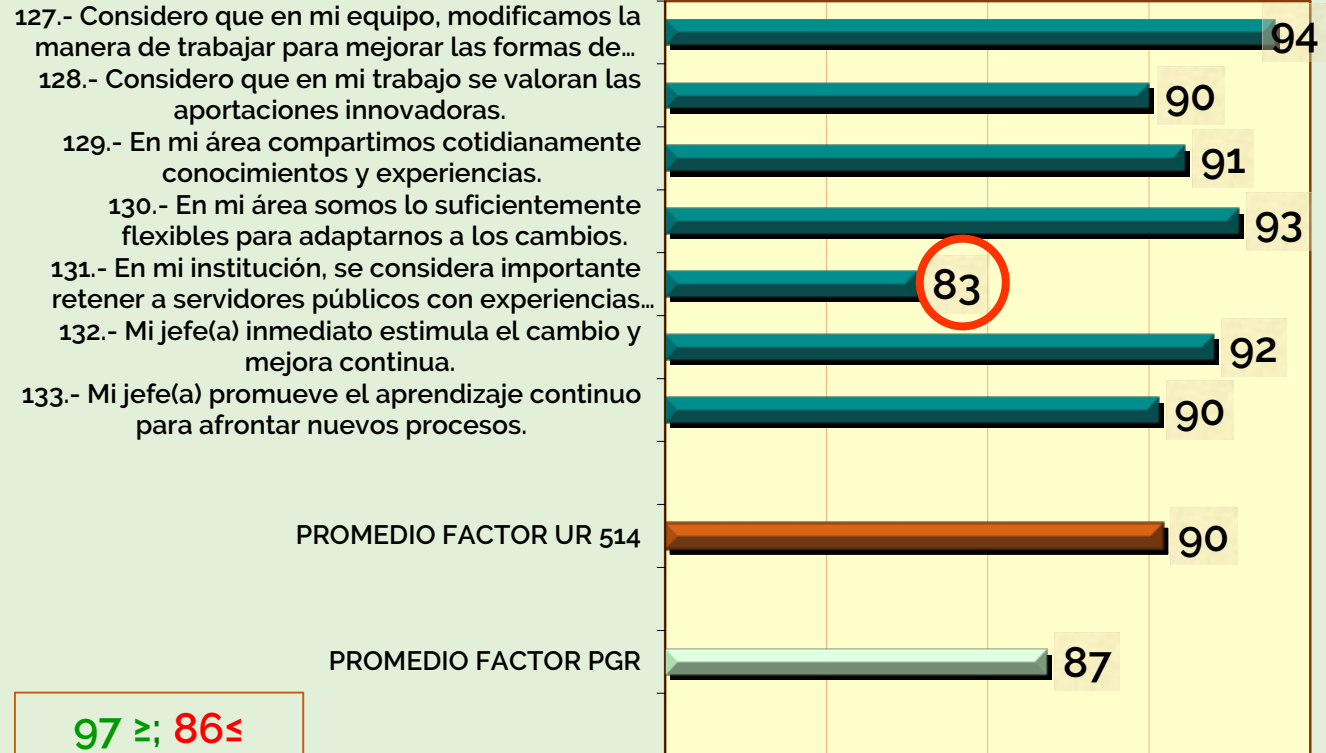 127.- Considero que en mi equipo, modificamos la
manera de trabajar para mejorar las formas de…
94
128.- Considero que en mi trabajo se valoran las
aportaciones innovadoras.
90
129.- En mi área compartimos cotidianamente
conocimientos y experiencias.
91
130.- En mi área somos lo suficientemente
flexibles para adaptarnos a los cambios.
93
131.- En mi institución, se considera importante
retener a servidores públicos con experiencias…
83
132.- Mi jefe(a) inmediato estimula el cambio y
mejora continua.
92
133.- Mi jefe(a) promueve el aprendizaje continuo
para afrontar nuevos procesos.
90
PROMEDIO FACTOR UR 514
90
PROMEDIO FACTOR PGR
87
97 ≥; 86≤